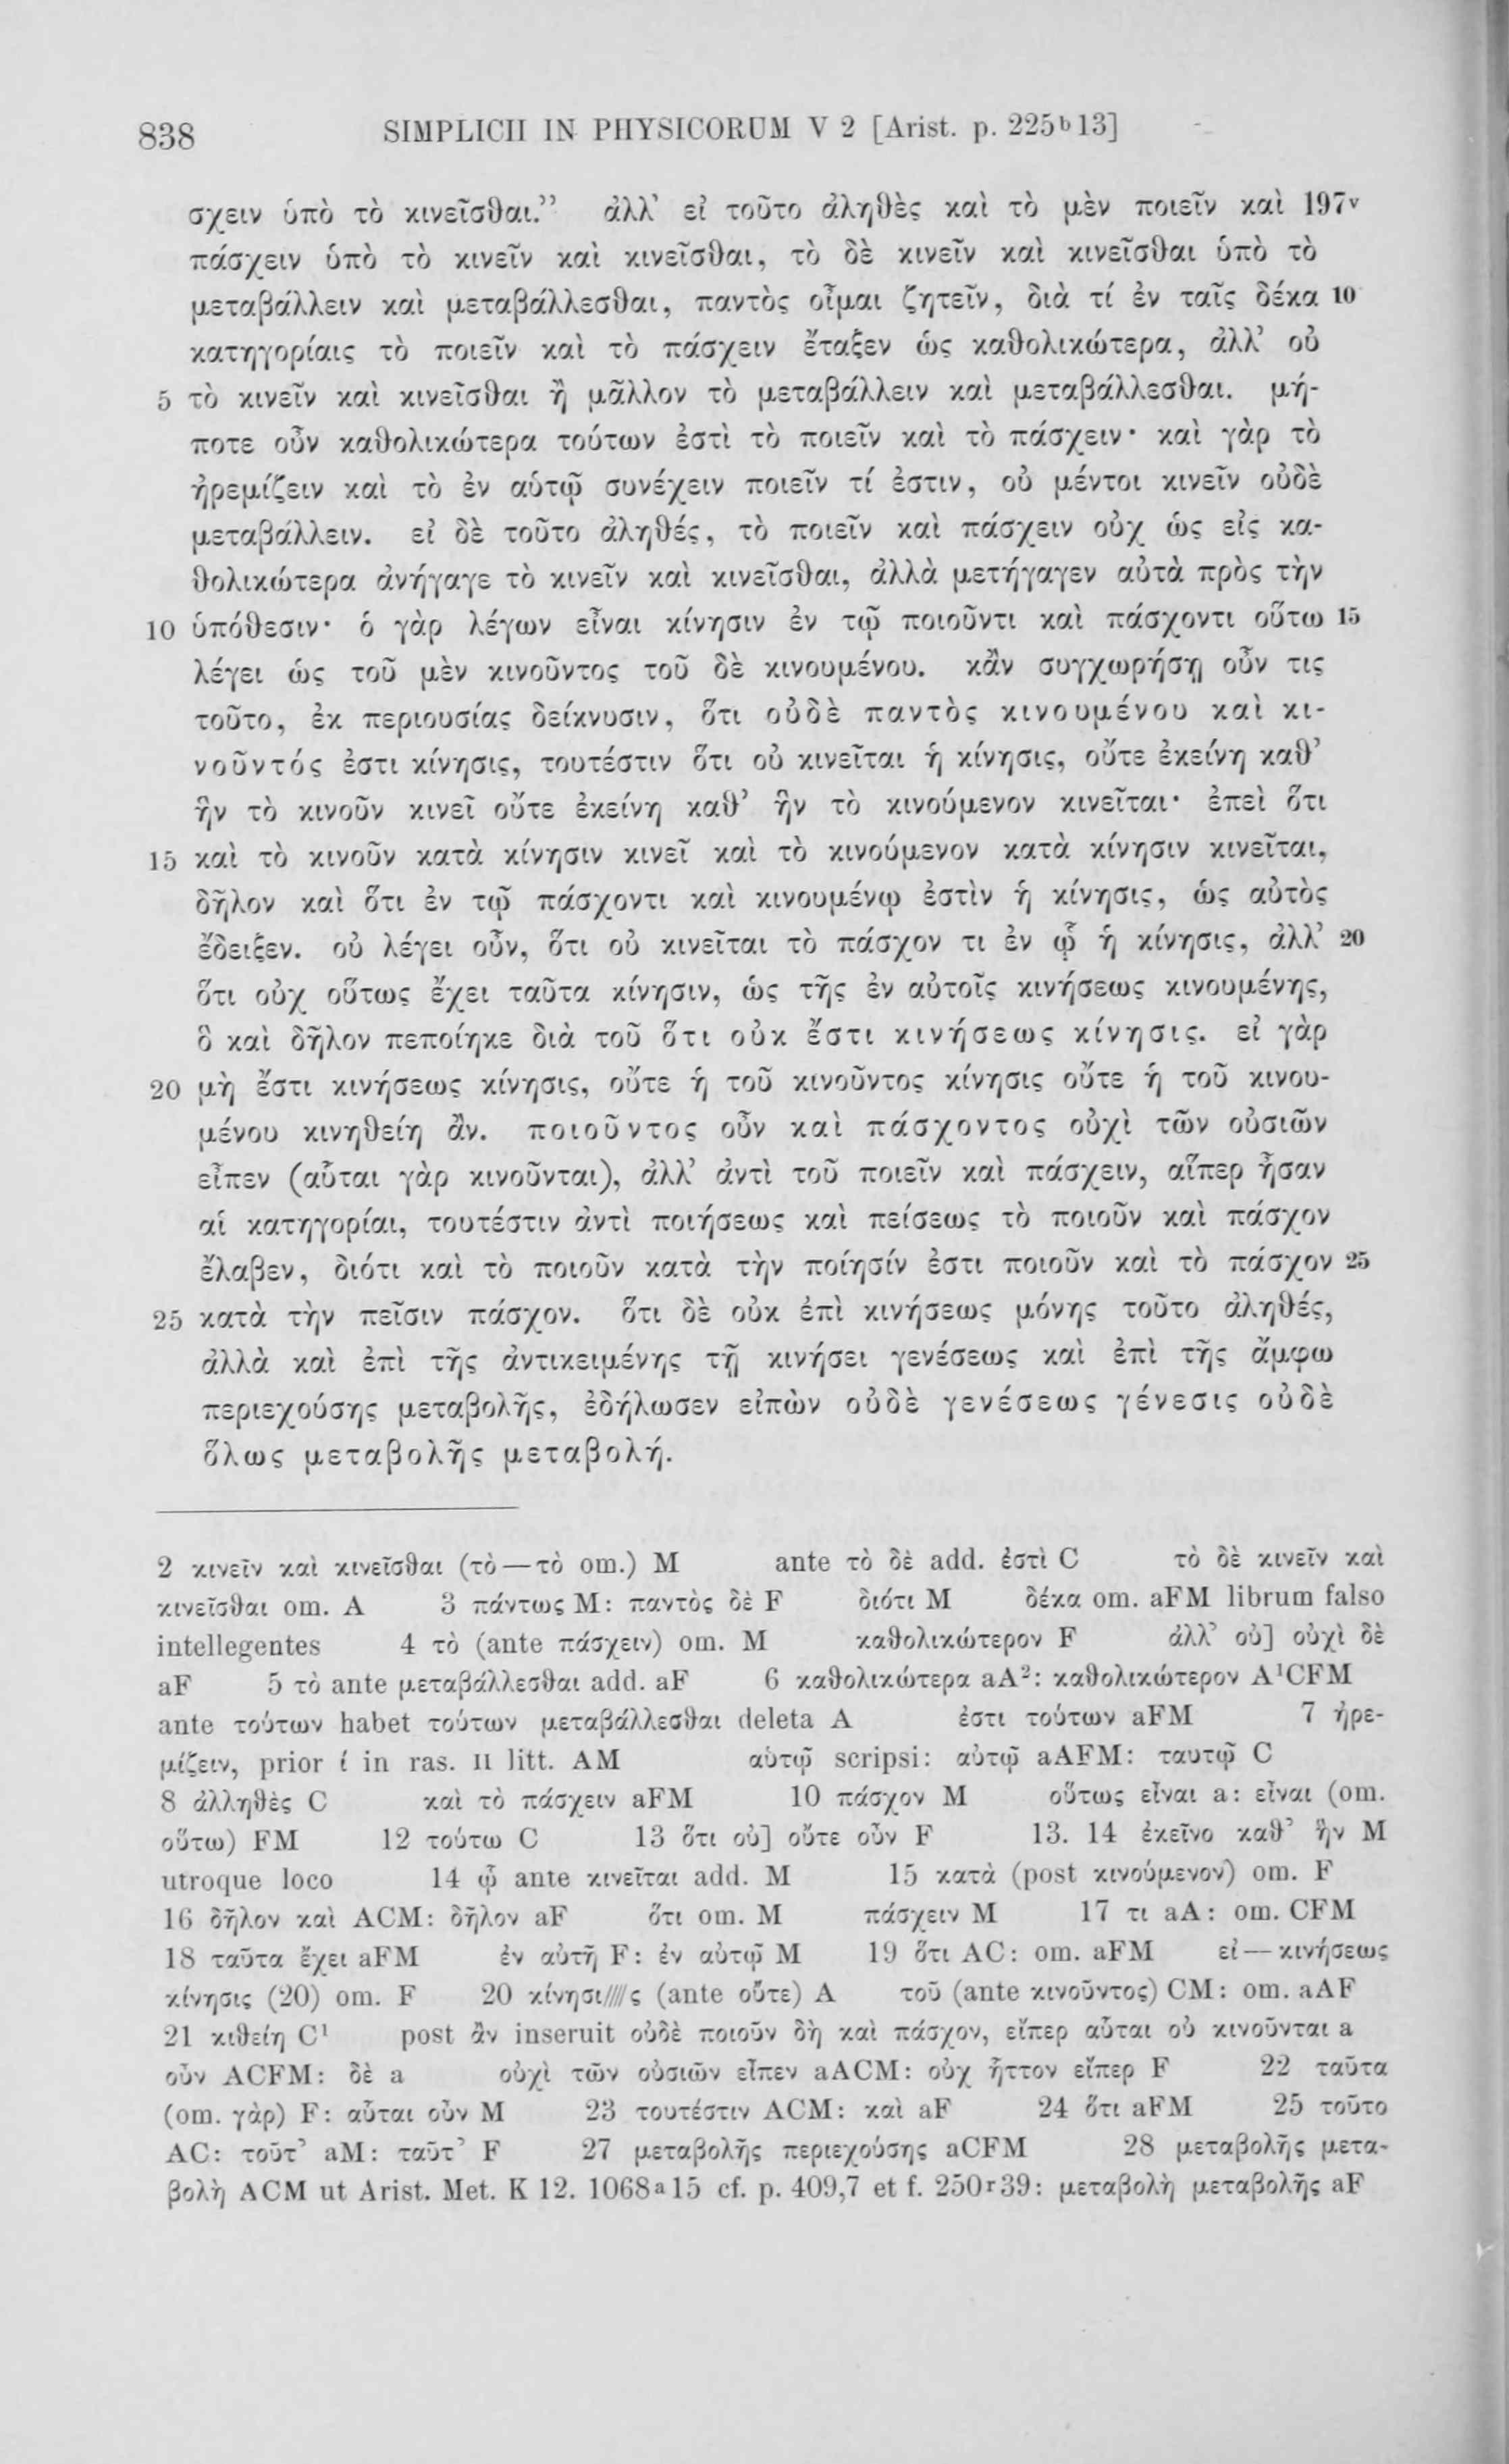 838 SIMPLICII IN PHYSICORUM V 2 [Arist. p. 225ᵇ13]
σχειν ὑπὸ τὸ κινεῖσθαι.” ἀλλ’ εἰ τοῦτο ἀληθὲς καὶ τὸ μὲν ποιεῖν καὶ 197ᵛ
πάσχειν ὑπὸ τὸ κινεῖν καὶ κινεῖσθαι, τὸ δὲ κινεῖν καὶ κινεῖσθαι ὑπὸ τὸ
μεταβάλλειν καὶ μεταβάλλεσθαι, παντὸς οἶμαι ζητεῖν, διὰ τί ἐν ταῖς δέκα 10
κατηγορίαις τὸ ποιεῖν καὶ τὸ πάσχειν ἔταξεν ὡς καθολικώτερα, ἀλλ’ οὐ
5 τὸ κινεῖν καὶ κινεῖσθαι ἢ μᾶλλον τὸ μεταβάλλειν καὶ μεταβάλλεσθαι. μή-
ποτε οὖν καθολικώτερα τούτων ἐστὶ τὸ ποιεῖν καὶ τὸ πάσχειν· καὶ γὰρ τὸ
ἠρεμίζειν καὶ τὸ ἐν αὑτῷ συνέχειν ποιεῖν τί ἐστιν, οὐ μέντοι κινεῖν οὐδὲ
μεταβάλλειν. εἰ δὲ τοῦτο ἀληθές, τὸ ποιεῖν καὶ πάσχειν οὐχ ὡς εἰς κα-
θολικώτερα ἀνήγαγε τὸ κινεῖν καὶ κινεῖσθαι, ἀλλὰ μετήγαγεν αὐτὰ πρὸς τὴν
10 ὑπόθεσιν· ὁ γὰρ λέγων εἶναι κίνησιν ἐν τῷ ποιοῦντι καὶ πάσχοντι οὕτω 15
λέγει ὡς τοῦ μὲν κινοῦντος τοῦ δὲ κινουμένου. κἂν συγχωρήσῃ οὖν τις
τοῦτο, ἐκ περιουσίας δείκνυσιν, ὅτι οὐδὲ παντὸς κινουμένου καὶ κι-
νοῦντός ἐστι κίνησις, τουτέστιν ὅτι οὐ κινεῖται ἡ κίνησις, οὔτε ἐκείνη καθ’
ἣν τὸ κινοῦν κινεῖ οὔτε ἐκείνη καθ’ ἣν τὸ κινούμενον κινεῖται· ἐπεὶ ὅτι
15 καὶ τὸ κινοῦν κατὰ κίνησιν κινεῖ καὶ τὸ κινούμενον κατὰ κίνησιν κινεῖται,
δῆλον καὶ ὅτι ἐν τῷ πάσχοντι καὶ κινουμένῳ ἐστὶν ἡ κίνησις, ὡς αὐτὸς
ἔδειξεν. οὐ λέγει οὖν, ὅτι οὐ κινεῖται τὸ πάσχον τι ἐν ᾧ ἡ κίνησις, ἀλλ’ 20
ὅτι οὐχ οὕτως ἔχει ταῦτα κίνησιν, ὡς τῆς ἐν αὐτοῖς κινήσεως κινουμένης,
ὃ καὶ δῆλον πεποίηκε διὰ τοῦ ὅτι οὐκ ἔστι κινήσεως κίνησις. εἰ γὰρ
20 μὴ ἔστι κινήσεως κίνησις, οὔτε ἡ τοῦ κινοῦντος κίνησις οὔτε ἡ τοῦ κινου-
μένου κινηθείη ἄν. ποιοῦντος οὖν καὶ πάσχοντος οὐχὶ τῶν οὐσιῶν
εἶπεν (αὗται γὰρ κινοῦνται), ἀλλ’ ἀντὶ τοῦ ποιεῖν καὶ πάσχειν, αἵπερ ἦσαν
αἱ κατηγορίαι, τουτέστιν ἀντὶ ποιήσεως καὶ πείσεως τὸ ποιοῦν καὶ πάσχον
ἔλαβεν, διότι καὶ τὸ ποιοῦν κατὰ τὴν ποίησίν ἐστι ποιοῦν καὶ τὸ πάσχον 25
25 κατὰ τὴν πεῖσιν πάσχον. ὅτι δὲ οὐκ ἐπὶ κινήσεως μόνης τοῦτο ἀληθές,
ἀλλὰ καὶ ἐπὶ τῆς ἀντικειμένης τῇ κινήσει γενέσεως καὶ ἐπὶ τῆς ἄμφω
περιεχούσης μεταβολῆς, ἐδήλωσεν εἰπὼν οὐδὲ γενέσεως γένεσις οὐδὲ
ὅλως μεταβολῆς μεταβολή.
2 κινεῖν καὶ κινεῖσθαι (τὸ—τὸ om.) M ante τὸ δὲ add. ἐστὶ C τὸ δὲ κινεῖν καὶ
κινεῖσθαι om. A 3 πάντως M: παντὸς δὲ F διότι M δέκα om. aFM librum falso
intellegentes 4 τὸ (ante πάσχειν) om. M καθολικώτερον F ἀλλ’ οὐ] οὐχὶ δὲ
aF 5 τὸ ante μεταβάλλεσθαι add. aF 6 καθολικώτερα aA²: καθολικώτερον A¹CFM
ante τούτων habet τούτων μεταβάλλεσθαι deleta A ἐστι τούτων aFM 7 ἠρε-
μίζειν, prior ί in ras. II litt. AM αὑτῷ scripsi: αὐτῷ aAFM: ταυτῷ C
8 ἀλληθὲς C καὶ τὸ πάσχειν aFM 10 πάσχον M οὕτως εἶναι a: εἶναι (om.
οὕτω) FM 12 τούτω C 13 ὅτι οὐ] οὔτε οὖν F 13. 14 ἐκεῖνο καθ’ ἣν M
utroque loco 14 ᾧ ante κινεῖται add. M 15 κατὰ (post κινούμενον) om. F
16 δῆλον καὶ ACM: δῆλον aF ὅτι om. M πάσχειν M 17 τι aA: om. CFM
18 ταῦτα ἔχει aFM ἐν αὐτῇ F: ἐν αὐτῷ M 19 ὅτι AC: om. aFM εἰ—κινήσεως
κίνησις (20) om. F 20 κίνησι////ς (ante οὔτε) A τοῦ (ante κινοῦντος) CM: om. aAF
21 κιθείη C¹ post ἂν inseruit οὐδὲ ποιοῦν δὴ καὶ πάσχον, εἴπερ αὗται οὐ κινοῦνται a
οὖν ACFM: δὲ a οὐχὶ τῶν οὐσιῶν εἶπεν aACM: οὐχ ἧττον εἴπερ F 22 ταῦτα
(om. γὰρ) F: αὗται οὖν M 23 τουτέστιν ACM: καὶ aF 24 ὅτι aFM 25 τοῦτο
AC: τοῦτ’ aM: ταῦτ’ F 27 μεταβολῆς περιεχούσης aCFM 28 μεταβολῆς μετα-
βολὴ ACM ut Arist. Met. K 12. 1068ᵃ15 cf. p. 409,7 et f. 250ʳ39: μεταβολὴ μεταβολῆς aF